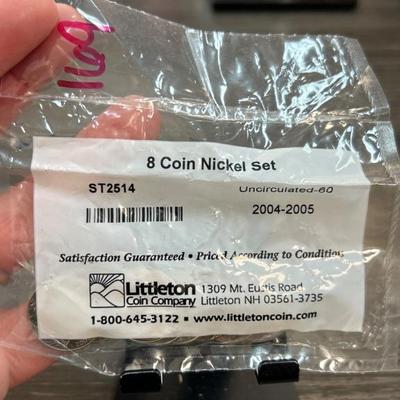 1691
8 Coin Nickel Set
ST2514 Uncirculated-60
2004-2005
Satisfaction Guaranteed • Priced According to Condition
Littleton 1309 Mt. Eustis Road
Coin Company Littleton NH 03561-3735
1-800-645-3122 • www.littletoncoin.com